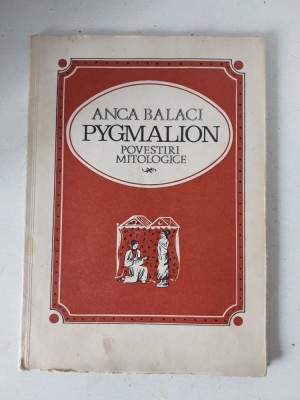 ANCA BALACI
PYGMALION
POVESTIRI
MITOLOGICE